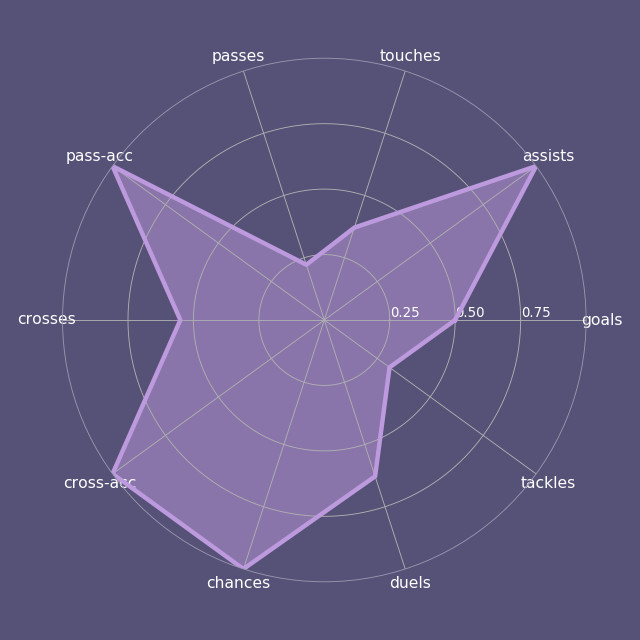 passes
touches
pass-acc
assists
0.25
0.50
0.75
crosses
goals
cross-acc
tackles
chances
duels